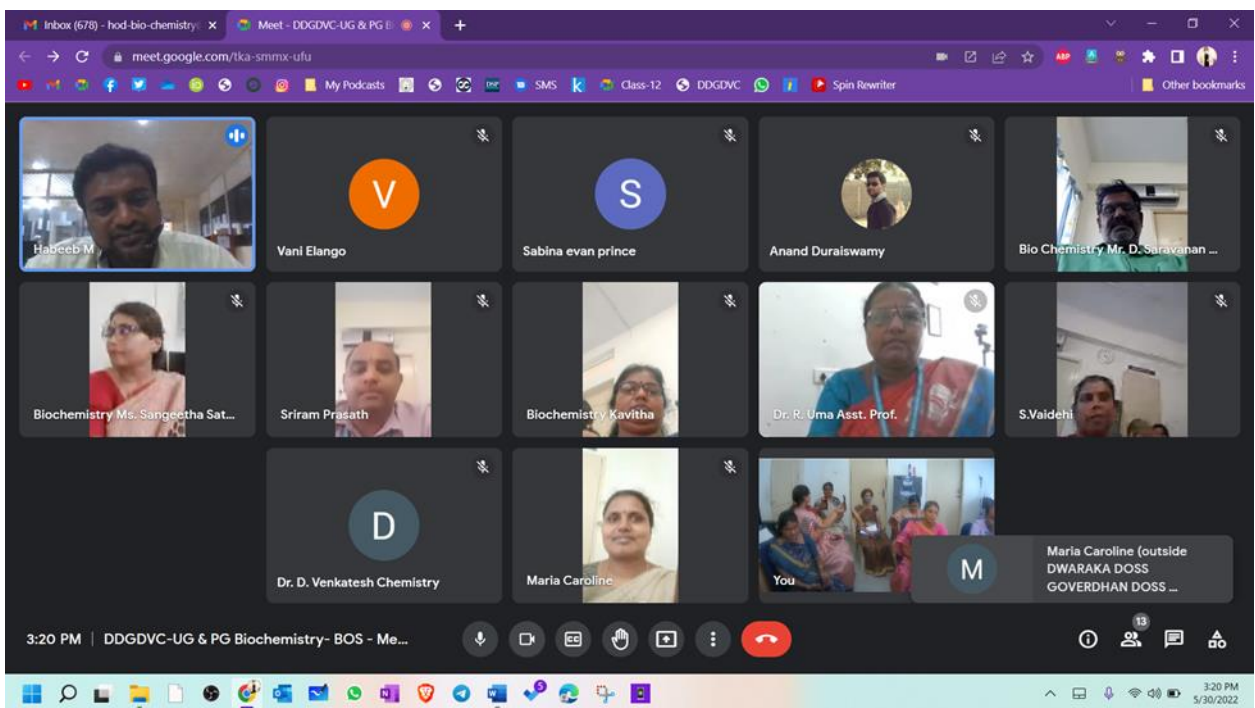 Inbox (678) - hod-bio-chemistry
Meet - DDGDVC-UG & PG B
meet.google.com/tka-smmx-ufu
ABP
My Podcasts
DSE
SMS
k
Class-12
DDGDVC
Spin Rewriter
Other bookmarks
Habeeb M
V
Vani Elango
S
Sabina evan prince
Anand Duraiswamy
Bio Chemistry Mr. D. Saravanan ...
Biochemistry Ms. Sangeetha Sat...
Sriram Prasath
Biochemistry Kavitha
Dr. R. Uma Asst. Prof.
S.Vaidehi
D
Dr. D. Venkatesh Chemistry
Maria Caroline
You
M
Maria Caroline (outside
DWARAKA DOSS
GOVERDHAN DOSS ...
3:20 PM | DDGDVC-UG & PG Biochemistry- BOS - Me...
CC
13
5
3:20 PM
5/30/2022